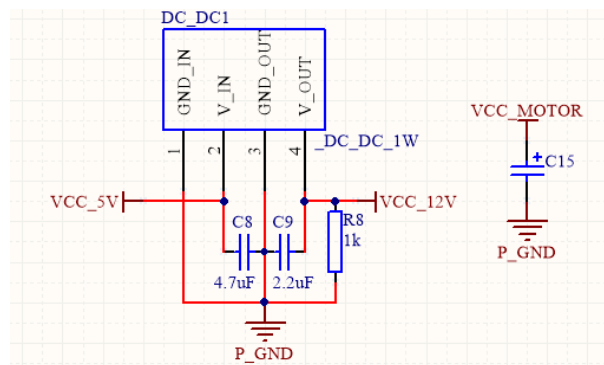 DC_DC1
GND_IN
V_IN
GND_OUT
V_OUT
1
2
3
4
_DC_DC_1W
VCC_5V
VCC_12V
C8
C9
R8
1k
4.7uF
2.2uF
P_GND
VCC_MOTOR
+
C15
P_GND